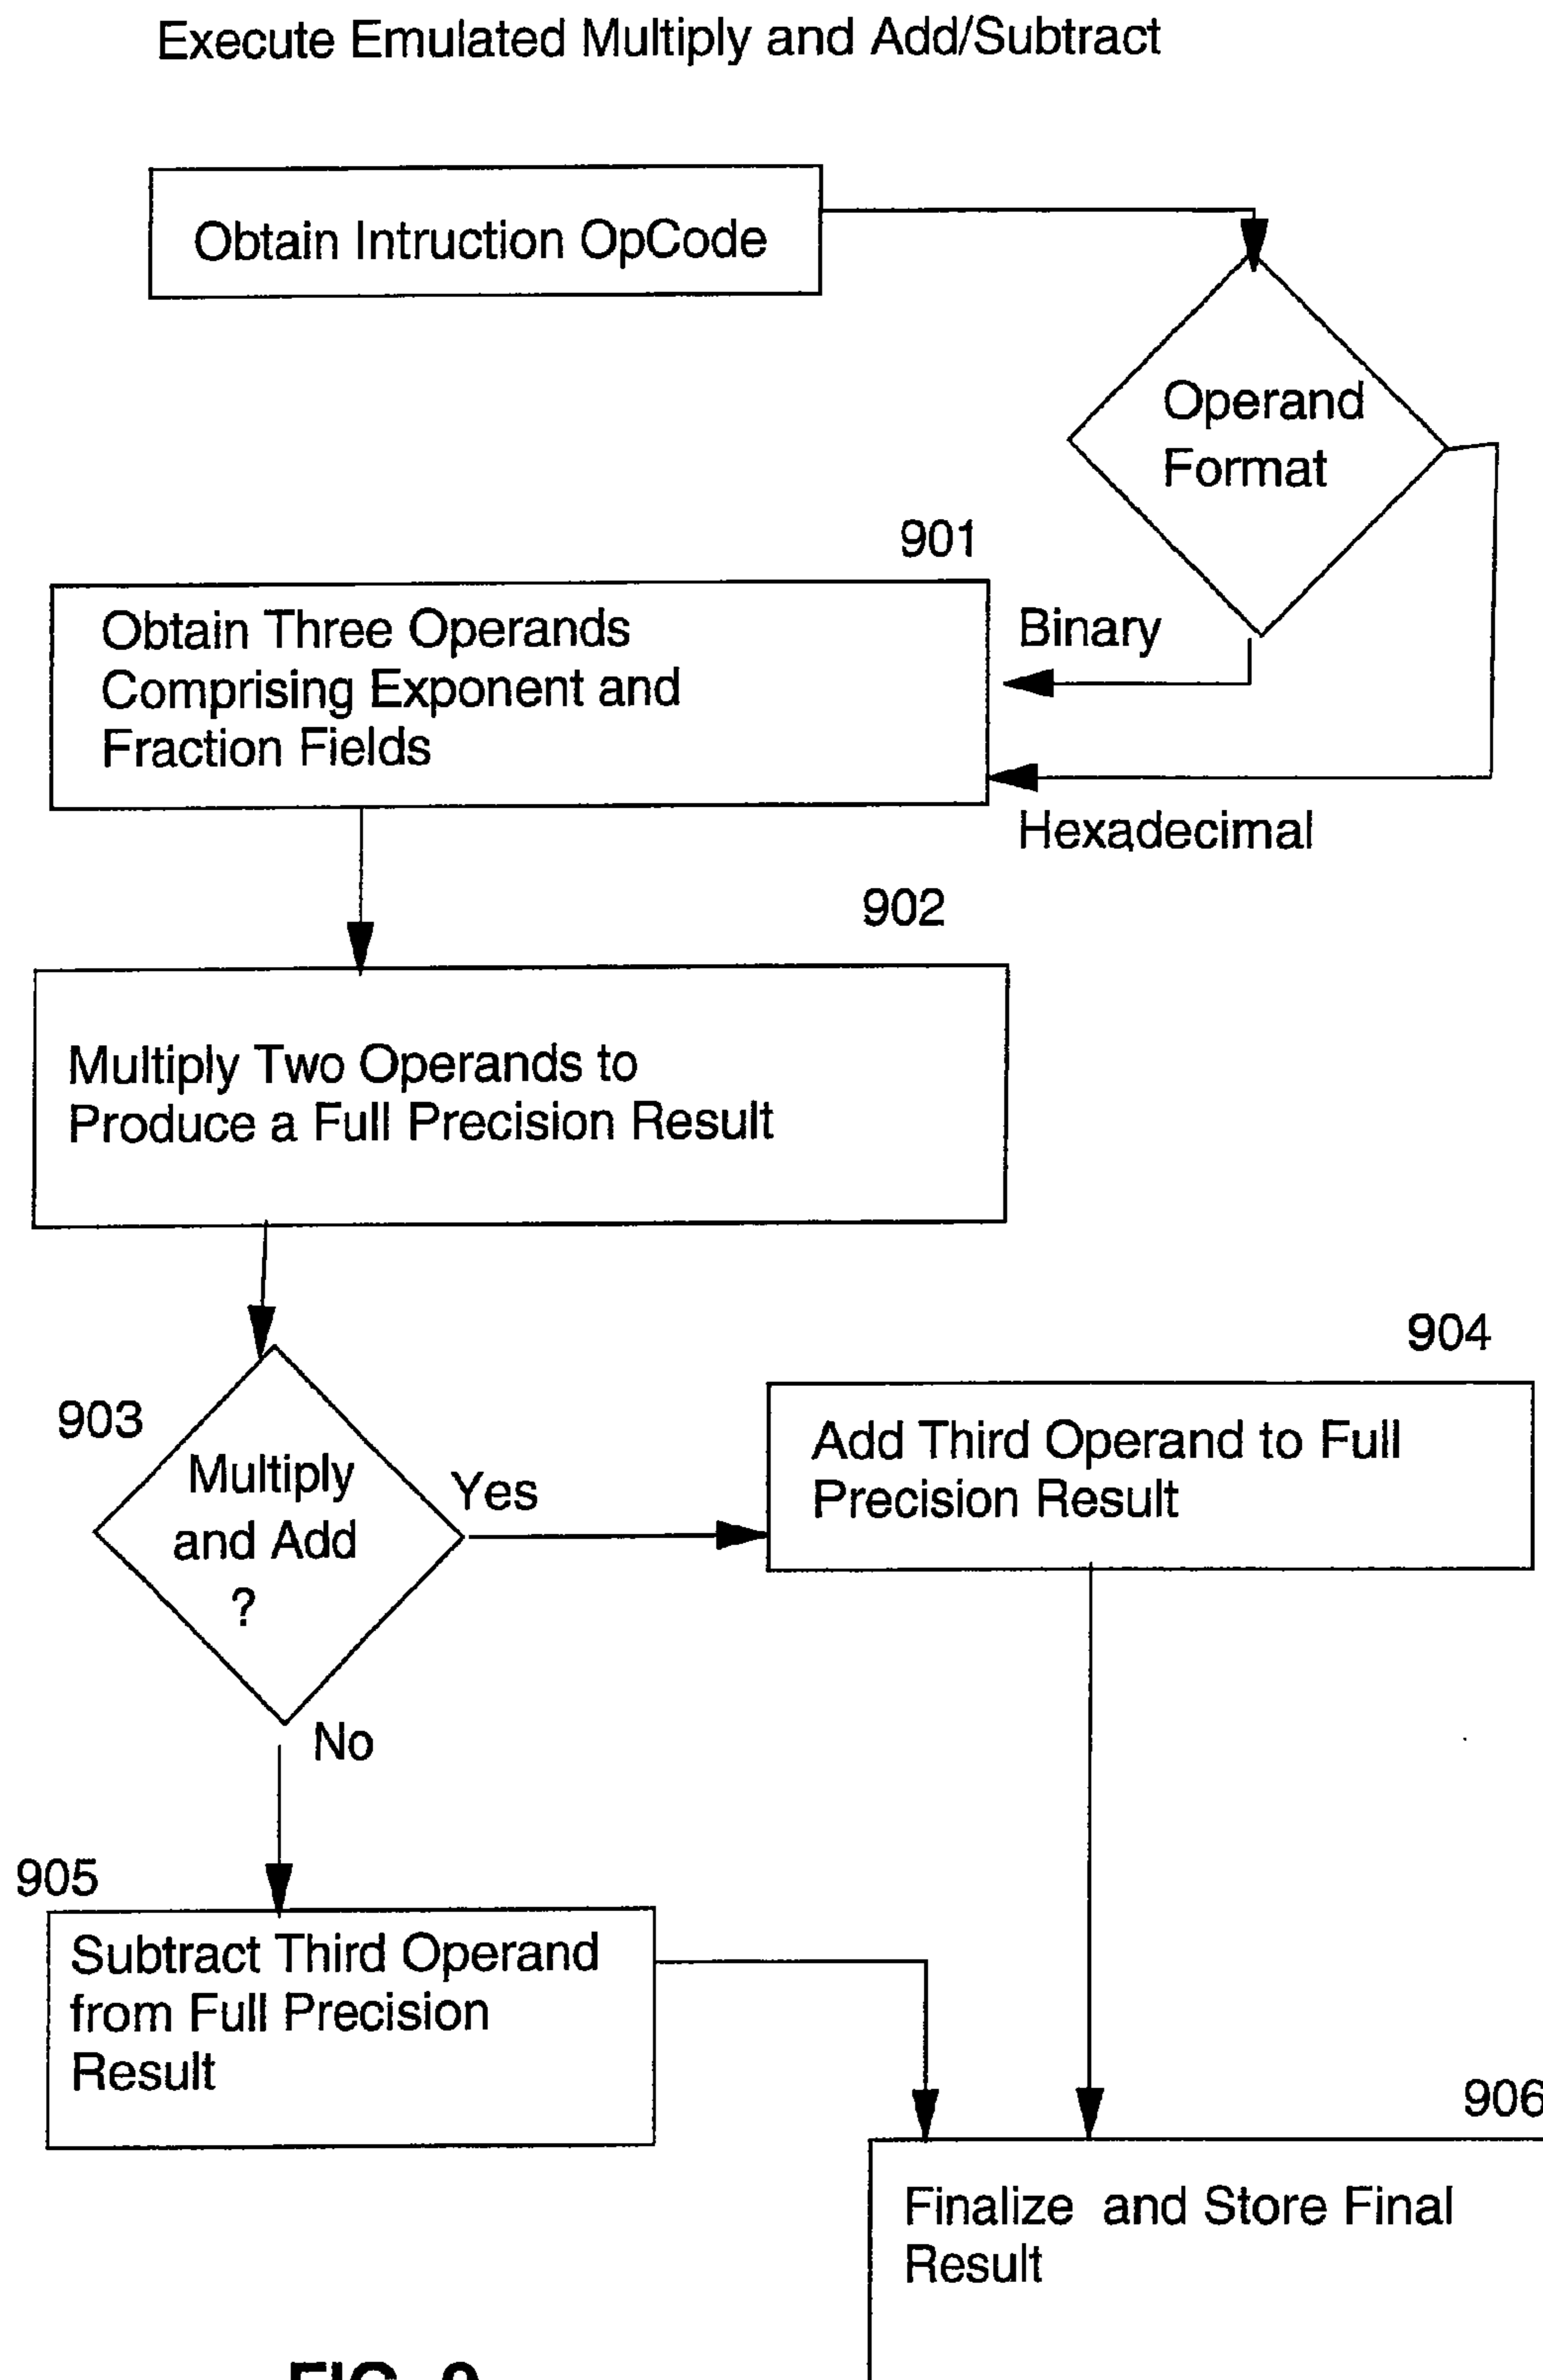 Execute Emulated Multiply and Add/Subtract
Obtain Intruction OpCode
Operand
Format
901
Obtain Three Operands
Comprising Exponent and
Fraction Fields
Binary
Hexadecimal
902
Multiply Two Operands to
Produce a Full Precision Result
903
Multiply
and Add
?
Yes
904
Add Third Operand to Full
Precision Result
No
905
Subtract Third Operand
from Full Precision
Result
906
Finalize and Store Final
Result
FIG.